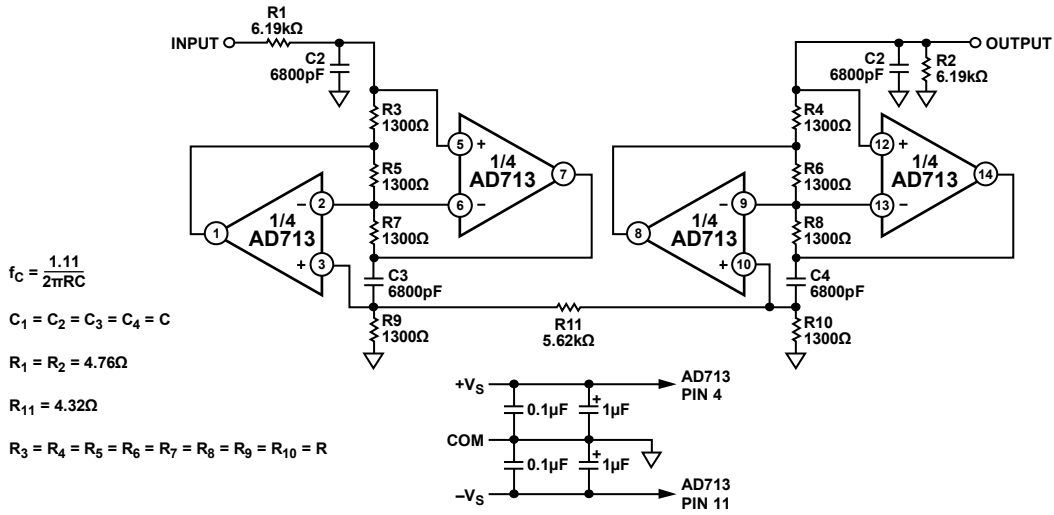 R1
6.19kΩ
INPUT
C2
6800pF
R3
1300Ω
5
+
1/4
AD713
7
R5
1300Ω
6
–
1
1/4
AD713
–
2
+
3
R7
1300Ω
C3
6800pF
R9
1300Ω
R11
5.62kΩ
OUTPUT
C2
6800pF
R2
6.19kΩ
R4
1300Ω
12
+
1/4
AD713
14
R6
1300Ω
13
–
8
1/4
AD713
–
9
+
10
R8
1300Ω
C4
6800pF
R10
1300Ω
fC = 1.11
2πRC
C1 = C2 = C3 = C4 = C
R1 = R2 = 4.76Ω
R11 = 4.32Ω
R3 = R4 = R5 = R6 = R7 = R8 = R9 = R10 = R
+VS
AD713
PIN 4
0.1µF
+
1µF
COM
0.1µF
+
1µF
–VS
AD713
PIN 11